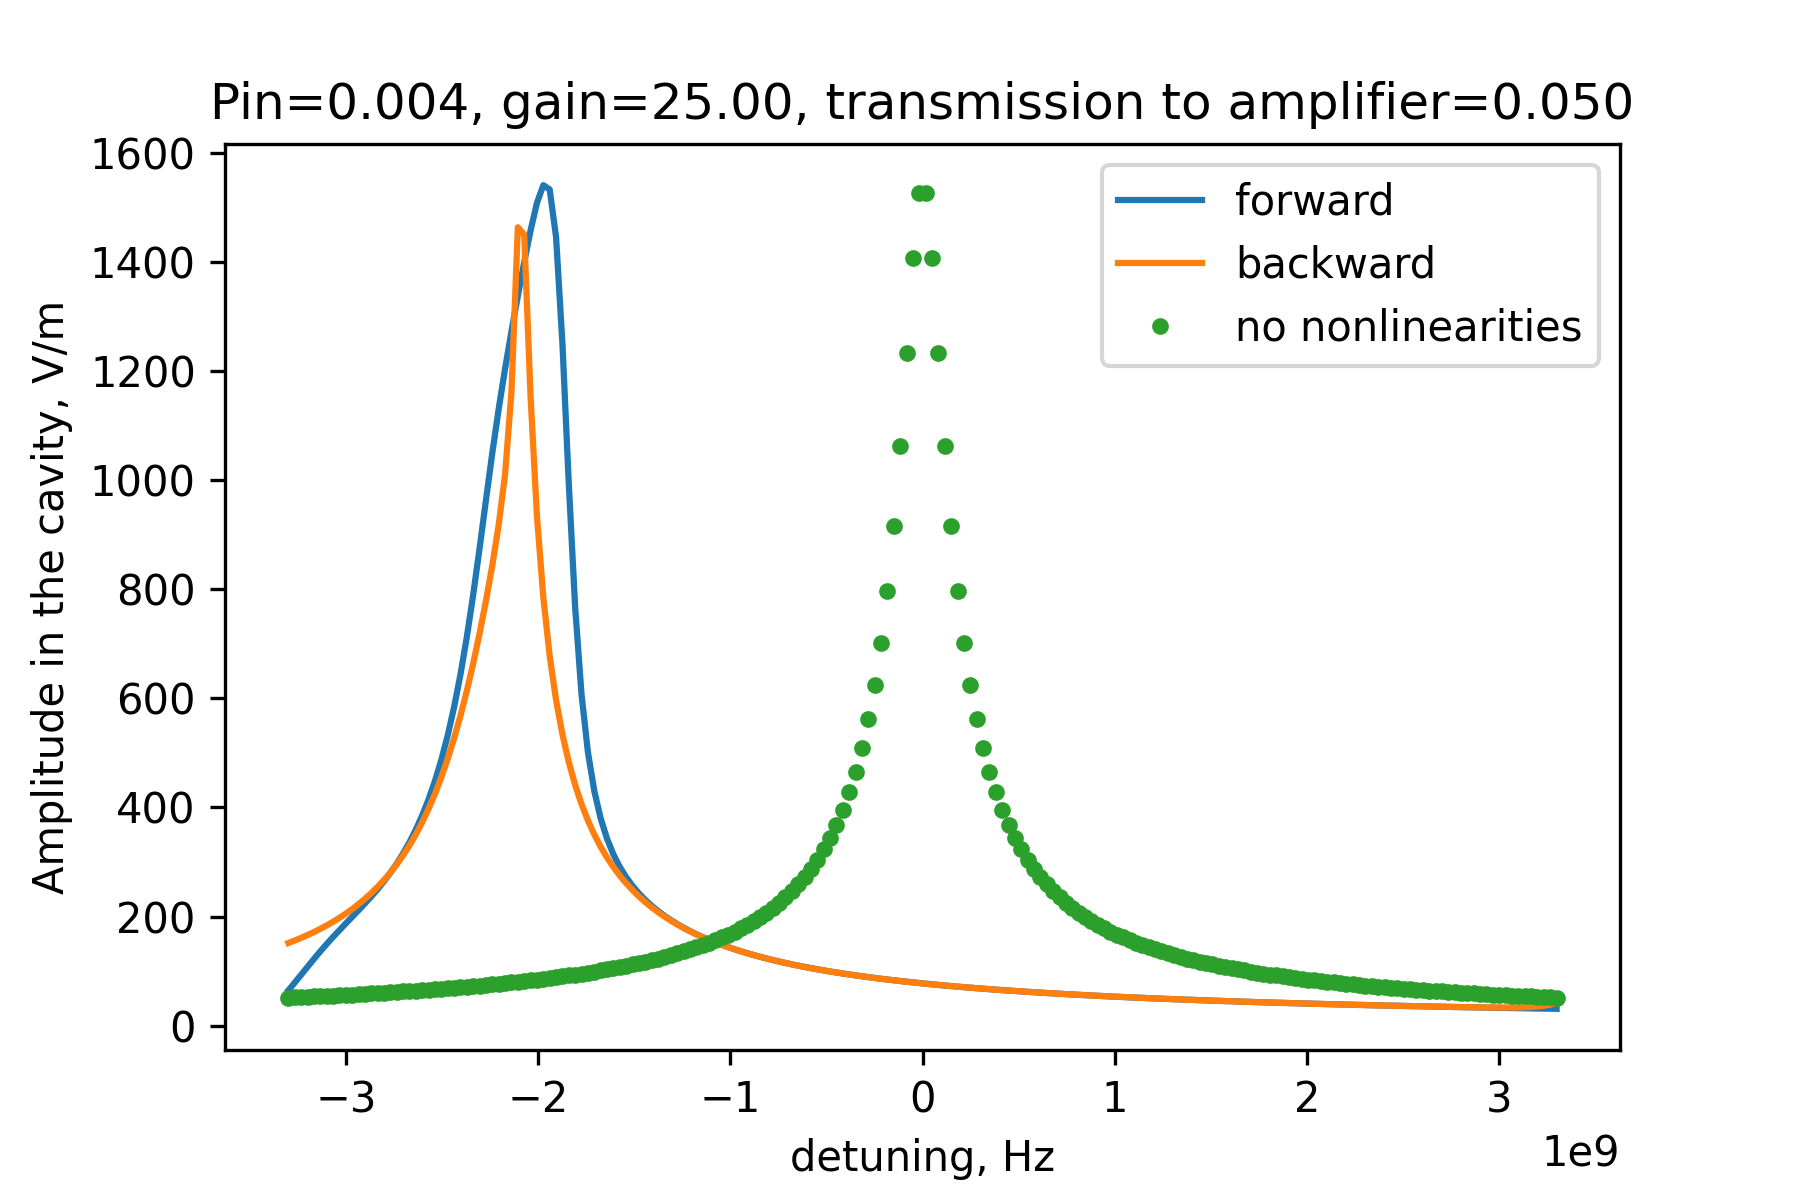 Pin=0.004, gain=25.00, transmission to amplifier=0.050
1600
1400
1200
1000
800
600
400
200
0
Amplitude in the cavity, V/m
forward
backward
no nonlinearities
−3
−2
−1
0
1
2
3
1e9
detuning, Hz